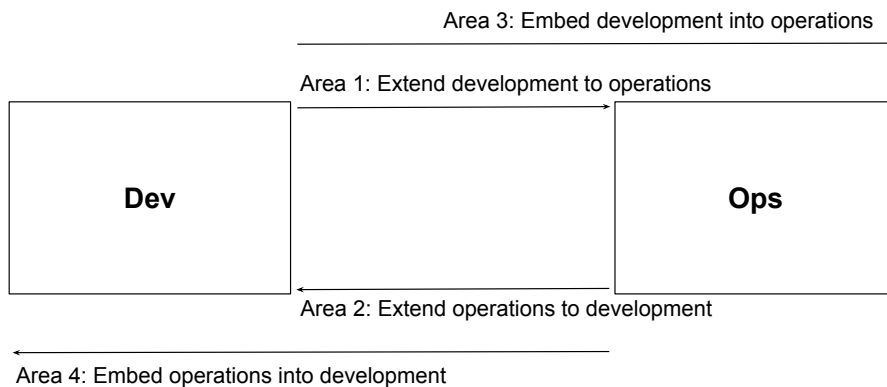 Area 3: Embed development into operations
Area 1: Extend development to operations
Dev
Ops
Area 2: Extend operations to development
Area 4: Embed operations into development